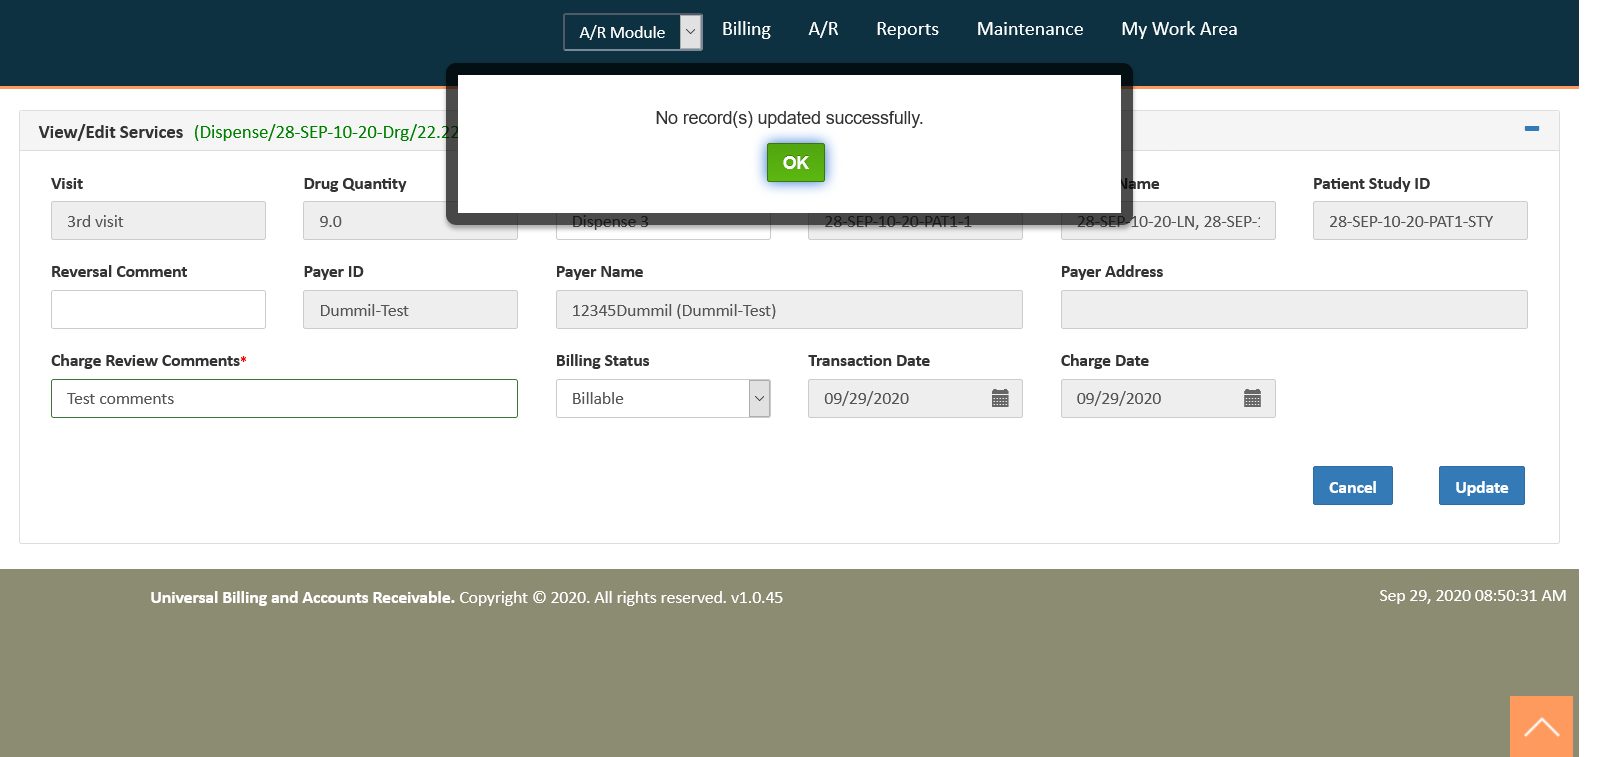 A/R Module Billing A/R Reports Maintenance My Work Area
No record(s) updated successfully.
OK
View/Edit Services (Dispense/28-SEP-10-20-Drg/22.22
Visit Drug Quantity Name Patient Study ID
3rd visit 9.0 Dispense 3 28-SEP-10-20-PAT1-1 28-SEP-10-20-LN, 28-SEP- 28-SEP-10-20-PAT1-STY
Reversal Comment Payer ID Payer Name Payer Address
Dummil-Test 12345Dummil (Dummil-Test)
Charge Review Comments* Billing Status Transaction Date Charge Date
Test comments Billable 09/29/2020 09/29/2020
Cancel Update
Universal Billing and Accounts Receivable. Copyright © 2020. All rights reserved. v1.0.45 Sep 29, 2020 08:50:31 AM